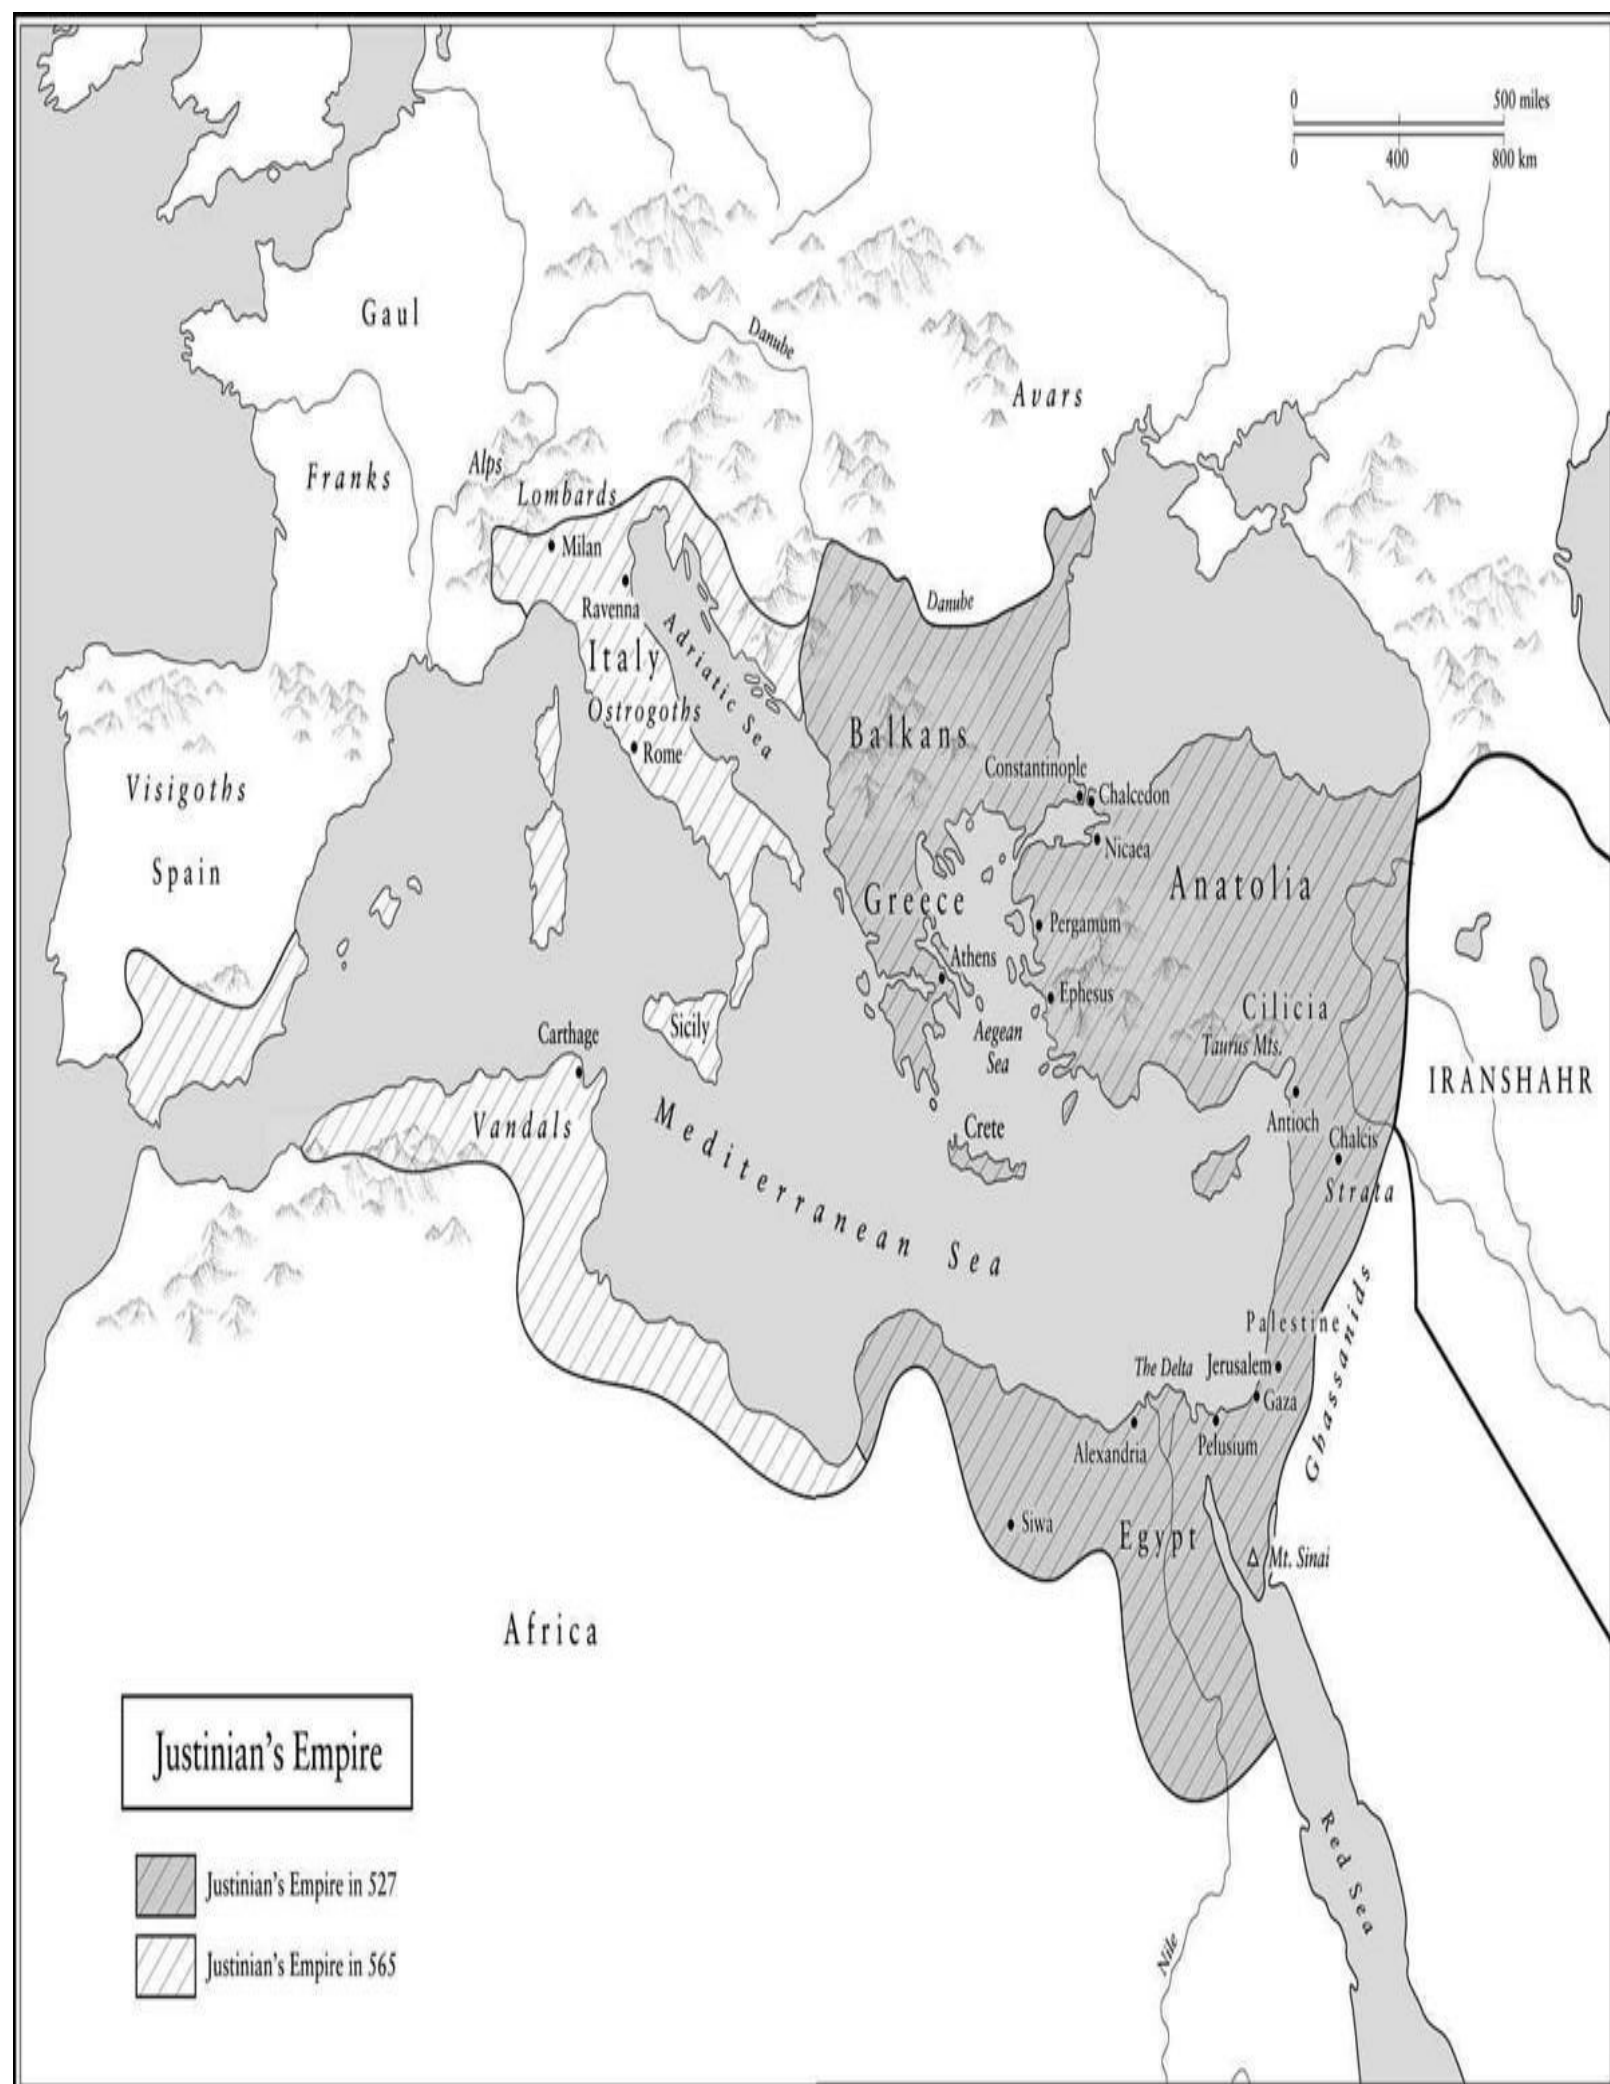 0
500 miles
0
400
800 km
Gaul
Danube
Avars
Franks
Alps
Lombards
Milan
Ravenna
Danube
Italy
Adriatic Sea
Ostrogoths
Rome
Balkans
Constantinople
Chalcedon
Nicaea
Visigoths
Spain
Anatolia
Greece
Pergamum
Athens
Ephesus
Cilicia
Aegean
Sea
Taurus Mts.
Sicily
Carthage
IRANSHAHR
Vandals
Mediterranean Sea
Crete
Antioch
Chalcis
Strata
Palestine
Ghassanids
The Delta
Jerusalem
Gaza
Alexandria
Pelusium
Siwa
Egypt
Mt. Sinai
Africa
Justinian's Empire
Red Sea
Justinian's Empire in 527
Nile
Justinian's Empire in 565